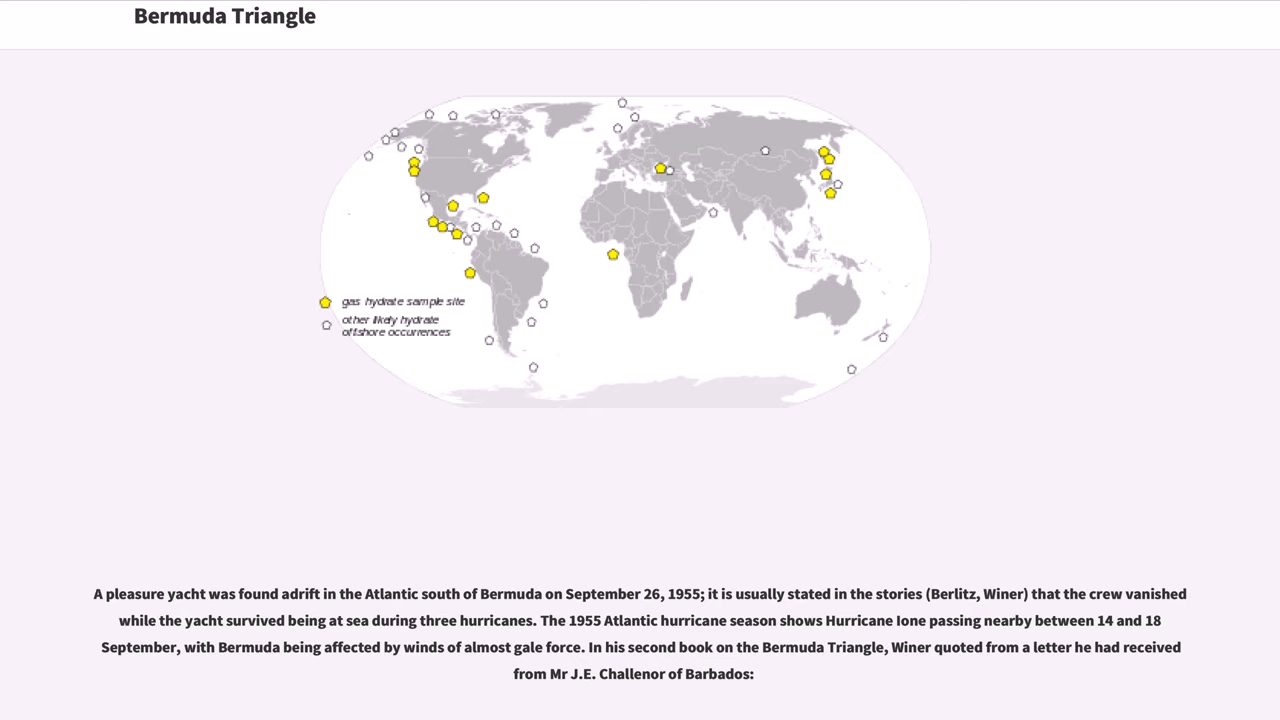 Bermuda Triangle
gas hydrate sample site
other likely hydrate
offshore occurrences
A pleasure yacht was found adrift in the Atlantic south of Bermuda on September 26, 1955; it is usually stated in the stories (Berlitz, Winer) that the crew vanished
while the yacht survived being at sea during three hurricanes. The 1955 Atlantic hurricane season shows Hurricane Ione passing nearby between 14 and 18
September, with Bermuda being affected by winds of almost gale force. In his second book on the Bermuda Triangle, Winer quoted from a letter he had received
from Mr J.E. Challenor of Barbados: